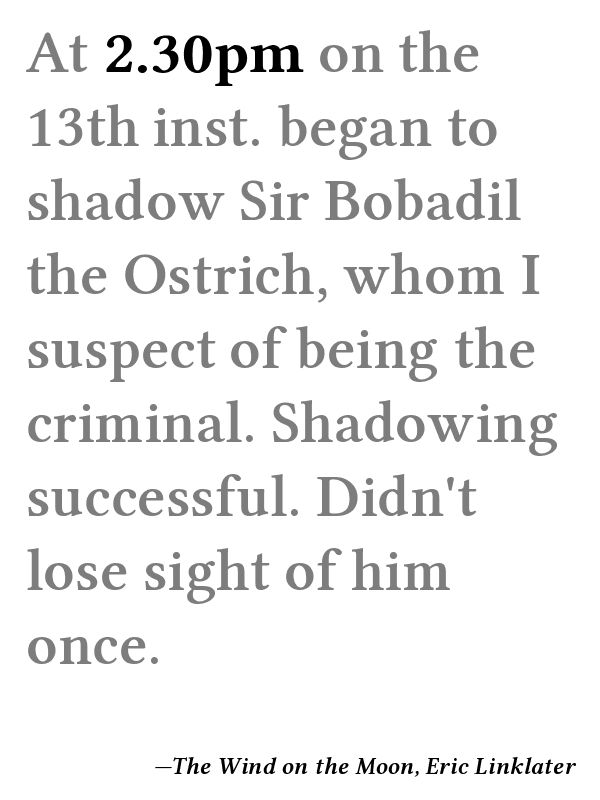 At 2.30pm on the
13th inst. began to
shadow Sir Bobadil
the Ostrich, whom I
suspect of being the
criminal. Shadowing
successful. Didn't
lose sight of him
once.
—The Wind on the Moon, Eric Linklater